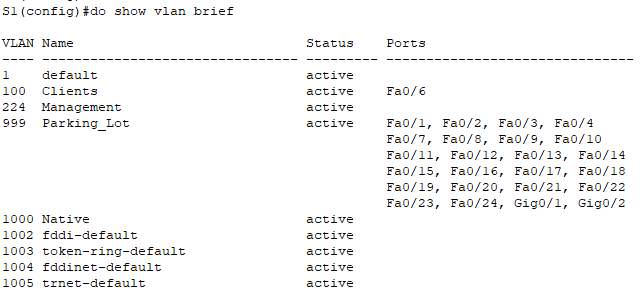 S1(config)#do show vlan brief
VLAN Name                             Status    Ports
---- -------------------------------- --------- -------------------------------
1    default                          active
100  Clients                          active    Fa0/6
224  Management                       active
999  Parking_Lot                      active    Fa0/1, Fa0/2, Fa0/3, Fa0/4
                                                Fa0/7, Fa0/8, Fa0/9, Fa0/10
                                                Fa0/11, Fa0/12, Fa0/13, Fa0/14
                                                Fa0/15, Fa0/16, Fa0/17, Fa0/18
                                                Fa0/19, Fa0/20, Fa0/21, Fa0/22
                                                Fa0/23, Fa0/24, Gig0/1, Gig0/2
1000 Native                           active
1002 fddi-default                     active
1003 token-ring-default               active
1004 fddinet-default                  active
1005 trnet-default                    active